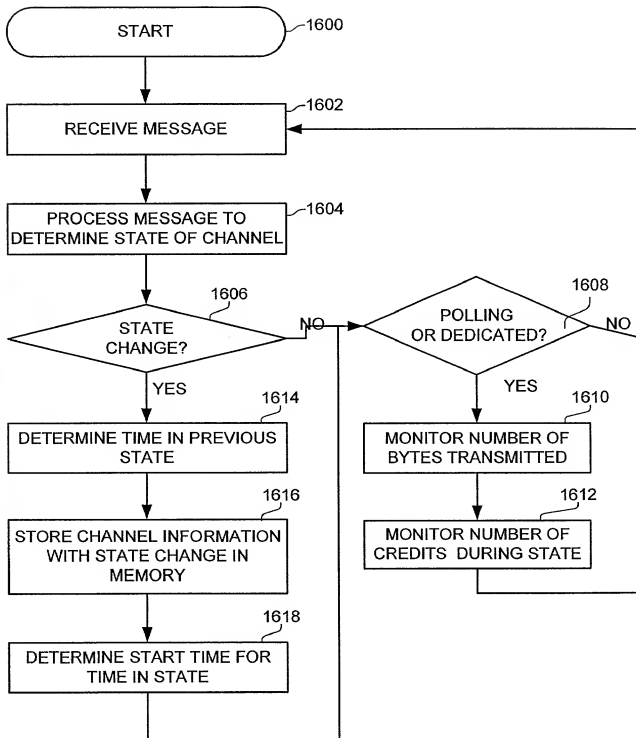 START
1600
1602
RECEIVE MESSAGE
1604
PROCESS MESSAGE TO
DETERMINE STATE OF CHANNEL
1606
STATE
CHANGE?
NO
YES
1608
POLLING
OR DEDICATED?
NO
YES
1614
DETERMINE TIME IN PREVIOUS
STATE
1610
MONITOR NUMBER OF
BYTES TRANSMITTED
1616
STORE CHANNEL INFORMATION
WITH STATE CHANGE IN
MEMORY
1612
MONITOR NUMBER OF
CREDITS DURING STATE
1618
DETERMINE START TIME FOR
TIME IN STATE